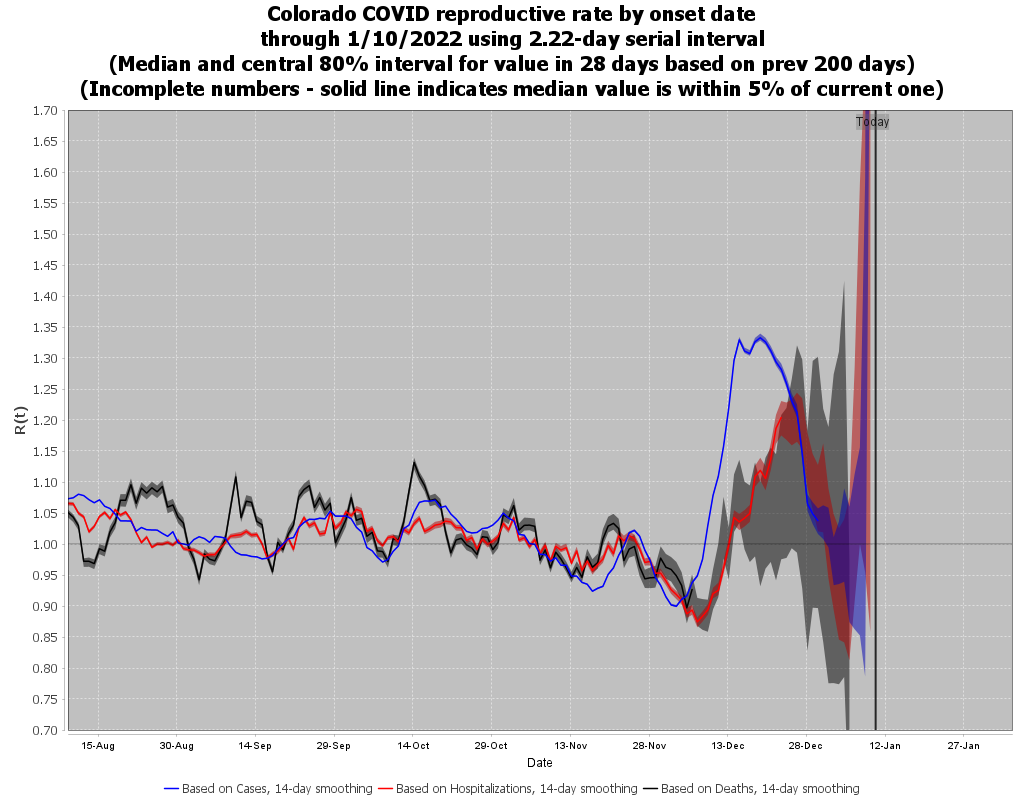 Colorado COVID reproductive rate by onset date
through 1/10/2022 using 2.22-day serial interval
(Median and central 80% interval for value in 28 days based on prev 200 days)
(Incomplete numbers - solid line indicates median value is within 5% of current one)
Today
R(t)
1.70
1.65
1.60
1.55
1.50
1.45
1.40
1.35
1.30
1.25
1.20
1.15
1.10
1.05
1.00
0.95
0.90
0.85
0.80
0.75
0.70
15-Aug 30-Aug 14-Sep 29-Sep 14-Oct 29-Oct 13-Nov 28-Nov 13-Dec 28-Dec 12-Jan 27-Jan
Date
Based on Cases, 14-day smoothing Based on Hospitalizations, 14-day smoothing Based on Deaths, 14-day smoothing